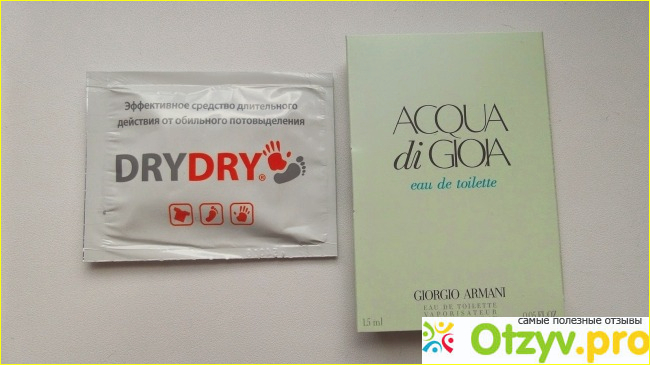 Эффективное средство длительного
действия от обильного потовыделения
DRYDRY®
ACQUA
di GIOIA
eau de toilette
GIORGIO ARMANI
EAU DE TOILETTE
VAPORISATEUR
1.5 ml
самые полезные отзывы
Otzyv.pro